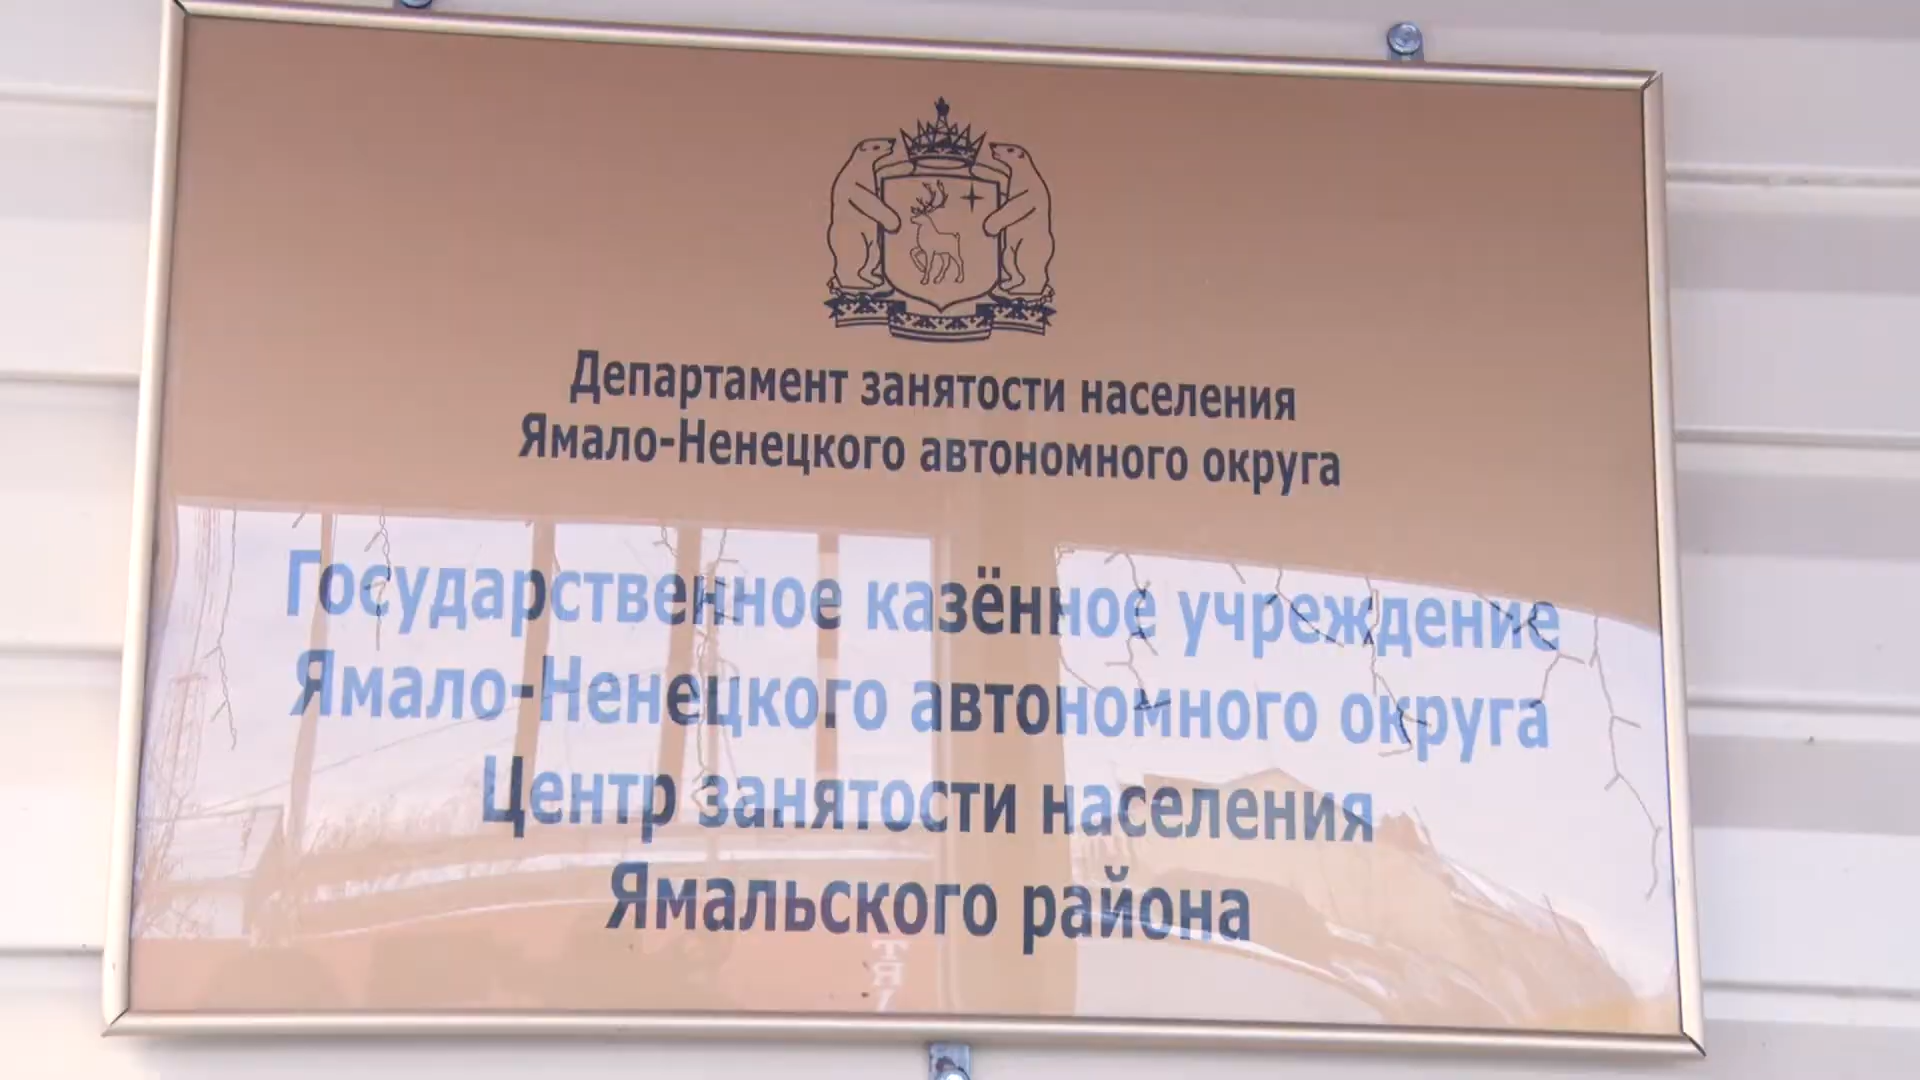 Департамент занятости населения
Ямало-Ненецкого автономного округа
Государственное казённое учреждение
Ямало-Ненецкого автономного округа
Центр занятости населения
Ямальского района